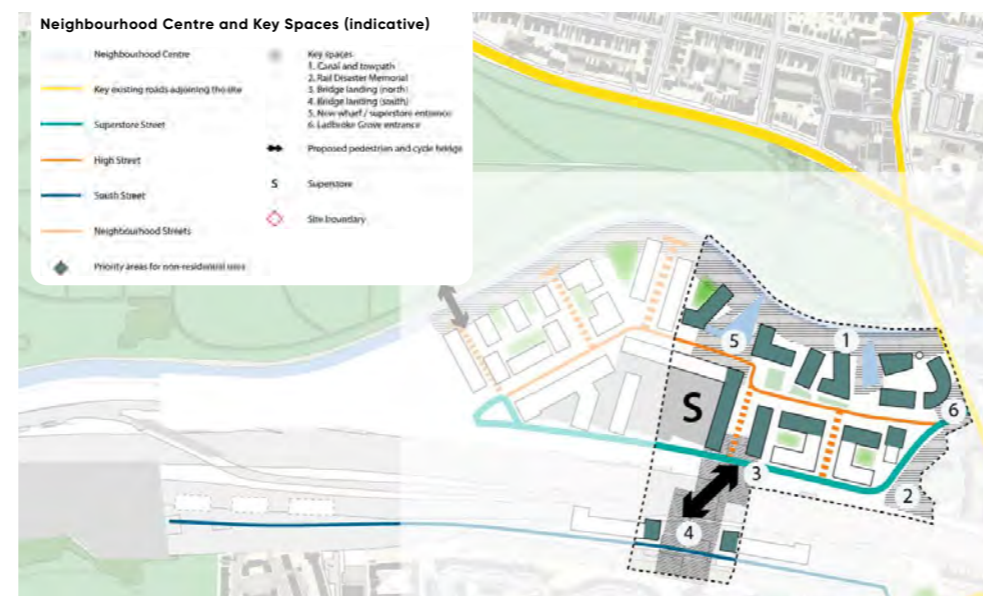 Neighbourhood Centre and Key Spaces (indicative)
Neighbourhood Centre
Key existing roads adjoining the site
Superstore Street
High Street
South Street
Neighbourhood Streets
Priority areas for non-residential uses
Key spaces
1. Canal and towpath
2. Rail Disaster Memorial
3. Bridge landing (north)
4. Bridge landing (south)
5. New wharf / superstore entrance
6. Ladbroke Grove entrance
Proposed pedestrian and cycle bridge
S
Superstore
Site boundary
1
5
S
6
3
2
4